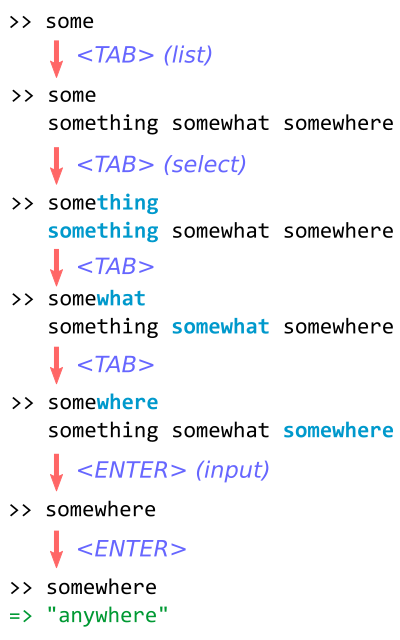 >> some
<TAB> (list)
>> some
something somewhat somewhere
<TAB> (select)
>> something
something somewhat somewhere
<TAB>
>> somewhat
something somewhat somewhere
<TAB>
>> somewhere
something somewhat somewhere
<ENTER> (input)
>> somewhere
<ENTER>
>> somewhere
=> "anywhere"